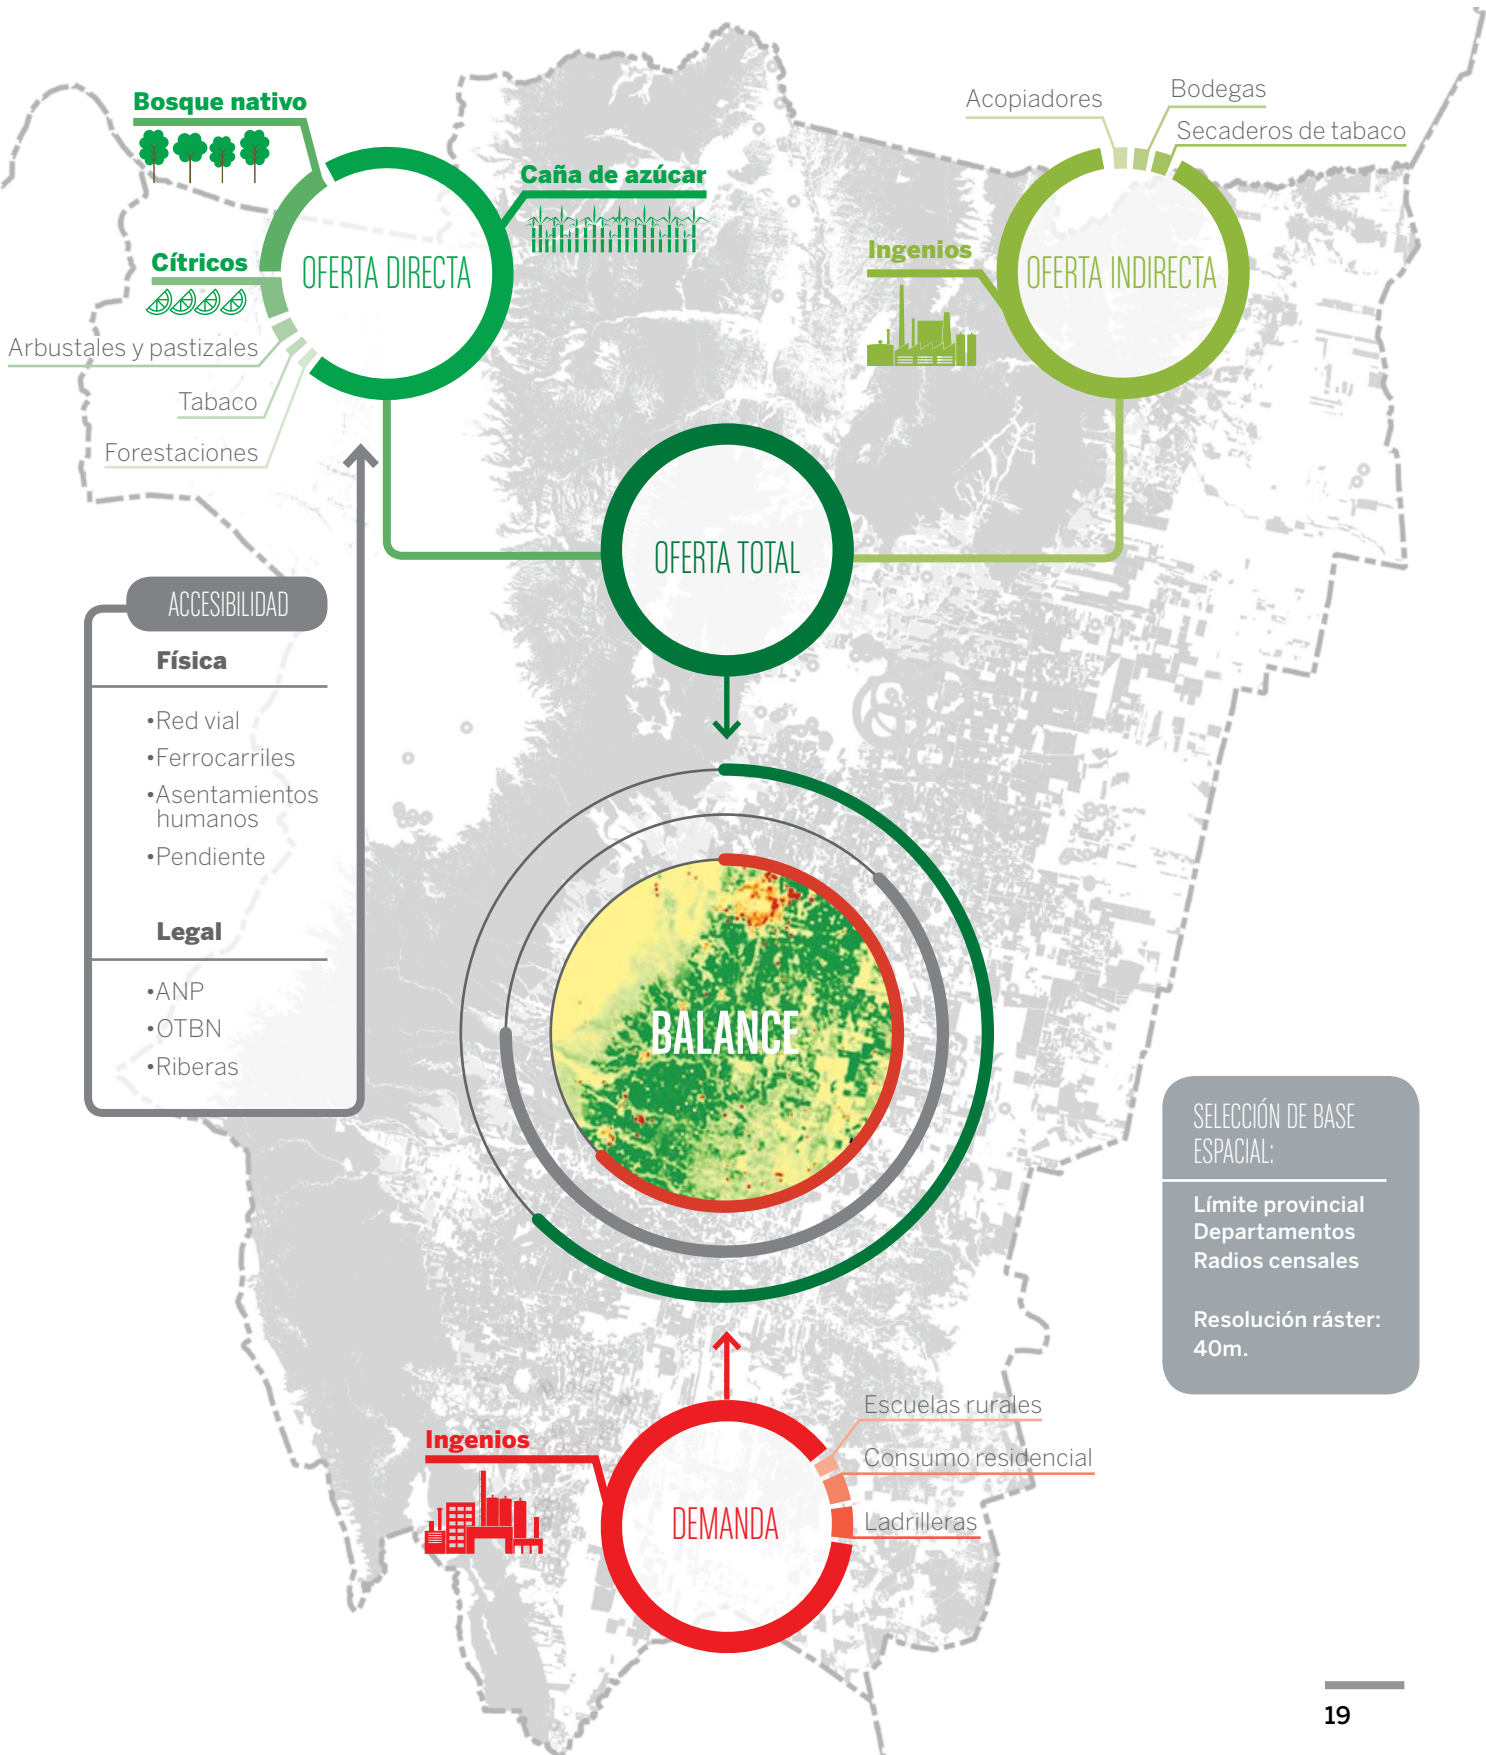 Bosque nativo
Caña de azúcar
Cítricos
OFERTA DIRECTA
Arbustales y pastizales
Tabaco
Forestaciones
Acopiadores
Bodegas
Secaderos de tabaco
Ingenios
OFERTA INDIRECTA
OFERTA TOTAL
ACCESIBILIDAD
Física
•Red vial
•Ferrocarriles
•Asentamientos
humanos
•Pendiente
Legal
•ANP
•OTBN
•Riberas
BALANCE
SELECCIÓN DE BASE
ESPACIAL:
Límite provincial
Departamentos
Radios censales
Resolución ráster:
40m.
Ingenios
DEMANDA
Escuelas rurales
Consumo residencial
Ladrilleras
19